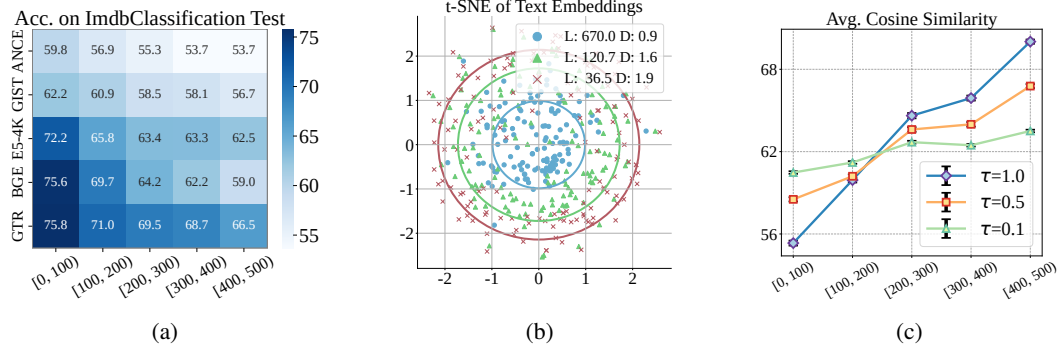 Acc. on ImdbClassification Test
ANCE
59.8 56.9 55.3 53.7 53.7
GIST
62.2 60.9 58.5 58.1 56.7
E5-4K
72.2 65.8 63.4 63.3 62.5
BGE
75.6 69.7 64.2 62.2 59.0
GTR
75.8 71.0 69.5 68.7 66.5
[0, 100) [100, 200) [200, 300) [300, 400) [400, 500)
75
70
65
60
55
(a)
t-SNE of Text Embeddings
L: 670.0 D: 0.9
L: 120.7 D: 1.6
L: 36.5 D: 1.9
2
1
0
-1
-2
-2 -1 0 1 2
(b)
Avg. Cosine Similarity
68
62
56
τ=1.0
τ=0.5
τ=0.1
[0, 100) [100, 200) [200, 300) [300, 400) [400, 500)
(c)